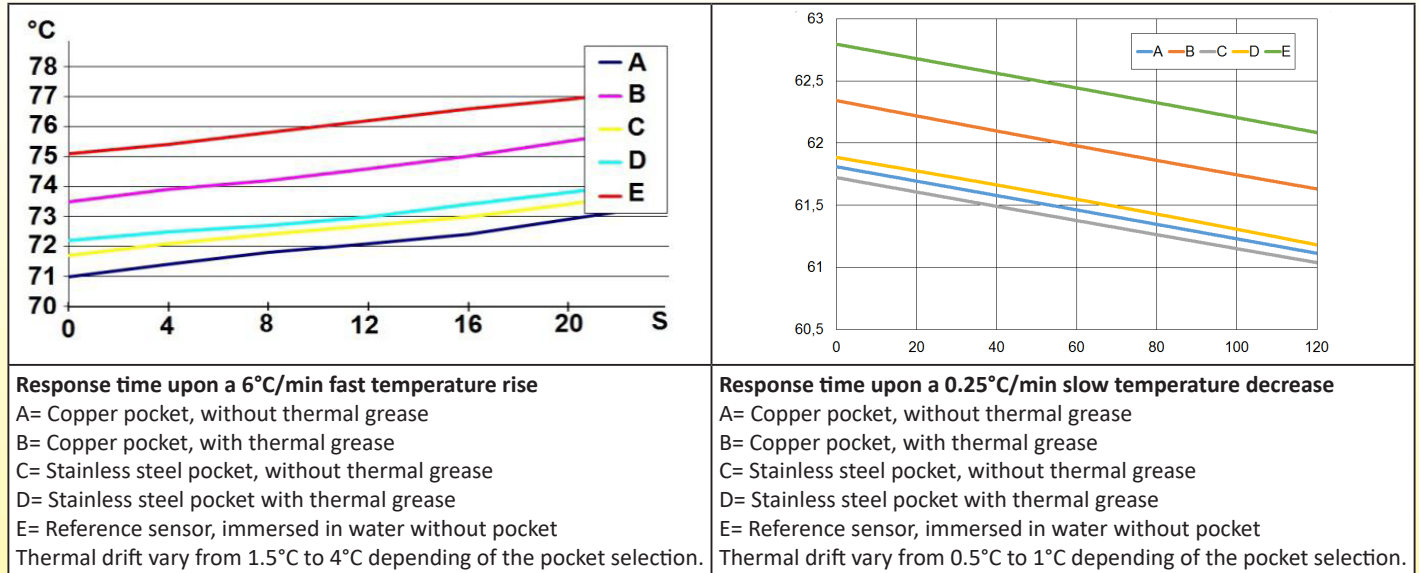 °C
78
77
76
75
74
73
72
71
70
0 4 8 12 16 20 S
A
B
C
D
E
63
62,5
62
61,5
61
60,5
0 20 40 60 80 100 120
A B C D E
Response time upon a 6°C/min fast temperature rise
A= Copper pocket, without thermal grease
B= Copper pocket, with thermal grease
C= Stainless steel pocket, without thermal grease
D= Stainless steel pocket with thermal grease
E= Reference sensor, immersed in water without pocket
Thermal drift vary from 1.5°C to 4°C depending of the pocket selection.
Response time upon a 0.25°C/min slow temperature decrease
A= Copper pocket, without thermal grease
B= Copper pocket, with thermal grease
C= Stainless steel pocket, without thermal grease
D= Stainless steel pocket with thermal grease
E= Reference sensor, immersed in water without pocket
Thermal drift vary from 0.5°C to 1°C depending of the pocket selection.